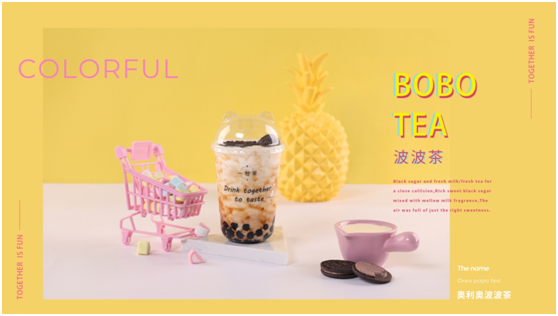 COLORFUL
TOGETHER IS FUN
BOBO
TEA
波波茶
Black sugar and fresh milk/fresh tea for
a close collision,Rich sweet black sugar
mixed with mellow milk fragrance,The
air was full of just the right sweetness.
Drink together
to taste
TOGETHER IS FUN
The name
奥利奥波波茶